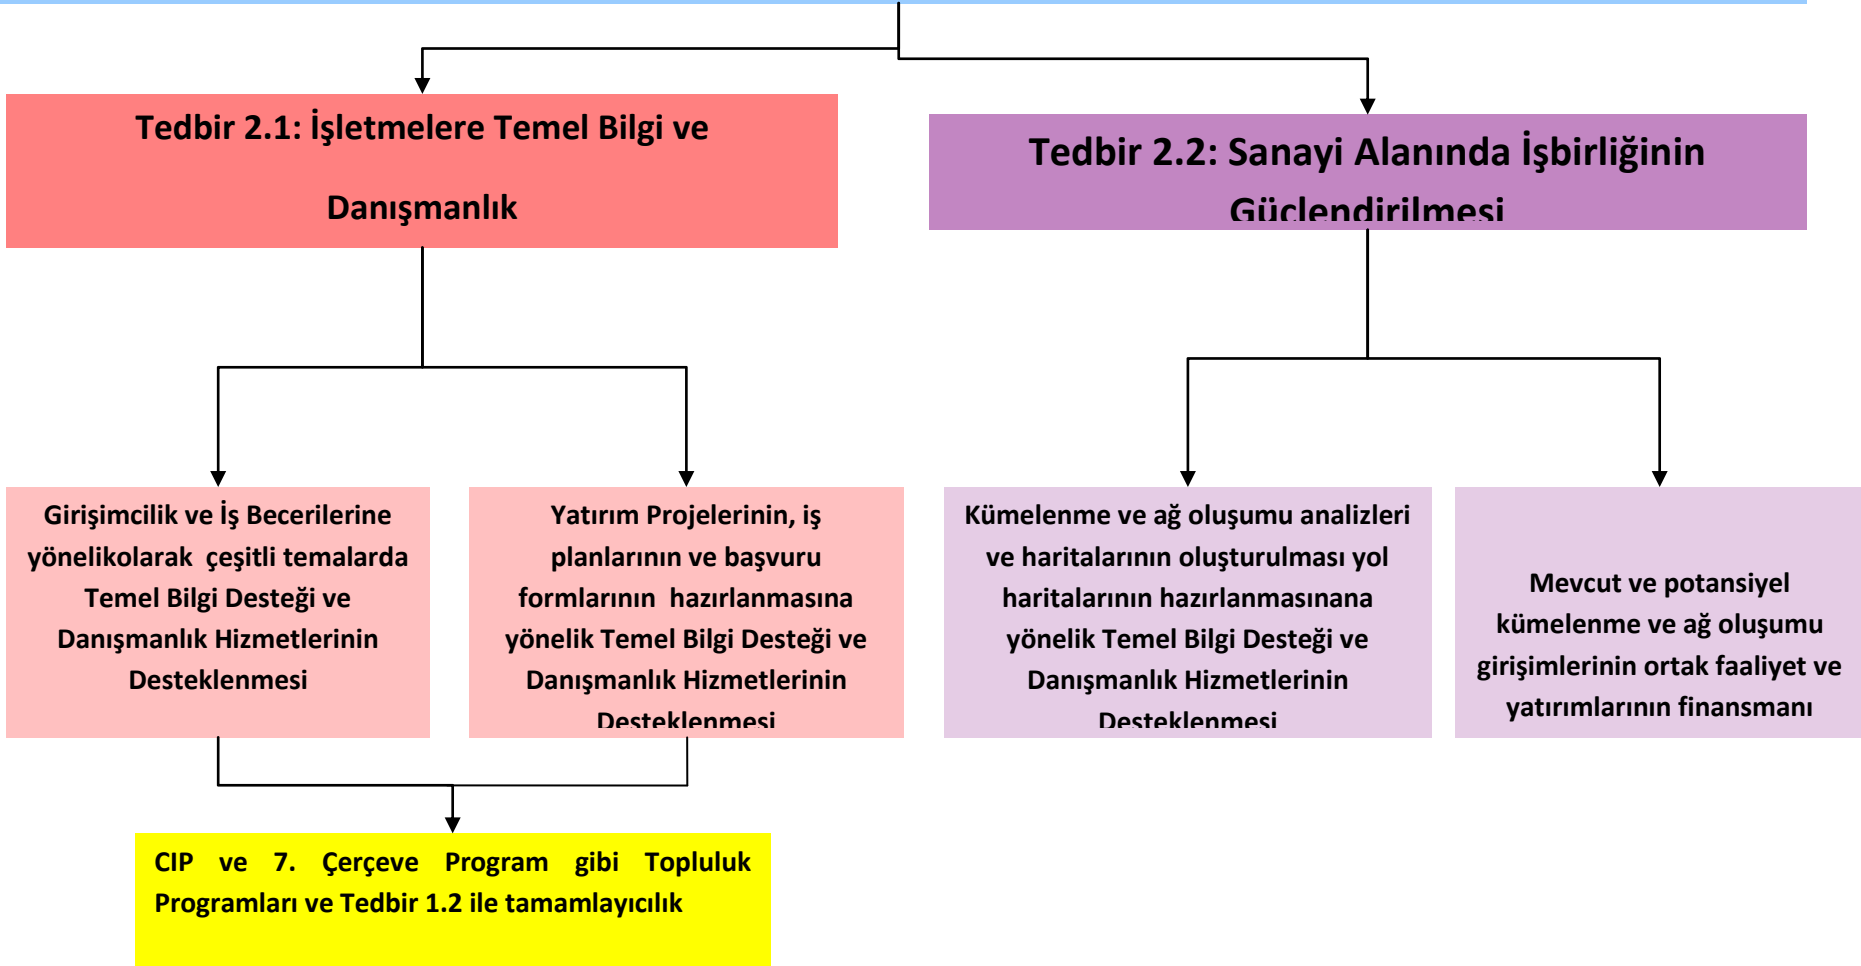 Tedbir 2.1: İşletmelere Temel Bilgi ve
Danışmanlık
Tedbir 2.2: Sanayi Alanında İşbirliğinin
Güçlendirilmesi
Girişimcilik ve İş Becerilerine
yönelikolarak çeşitli temalarda
Temel Bilgi Desteği ve
Danışmanlık Hizmetlerinin
Desteklenmesi
Yatırım Projelerinin, iş
planlarının ve başvuru
formlarının hazırlanmasına
yönelik Temel Bilgi Desteği ve
Danışmanlık Hizmetlerinin
Desteklenmesi
Kümelenme ve ağ oluşumu analizleri
ve haritalarının oluşturulması yol
haritalarının hazırlanmasınana
yönelik Temel Bilgi Desteği ve
Danışmanlık Hizmetlerinin
Desteklenmesi
Mevcut ve potansiyel
kümelenme ve ağ oluşumu
girişimlerinin ortak faaliyet ve
yatırımlarının finansmanı
CIP ve 7. Çerçeve Program gibi Topluluk
Programları ve Tedbir 1.2 ile tamamlayıcılık